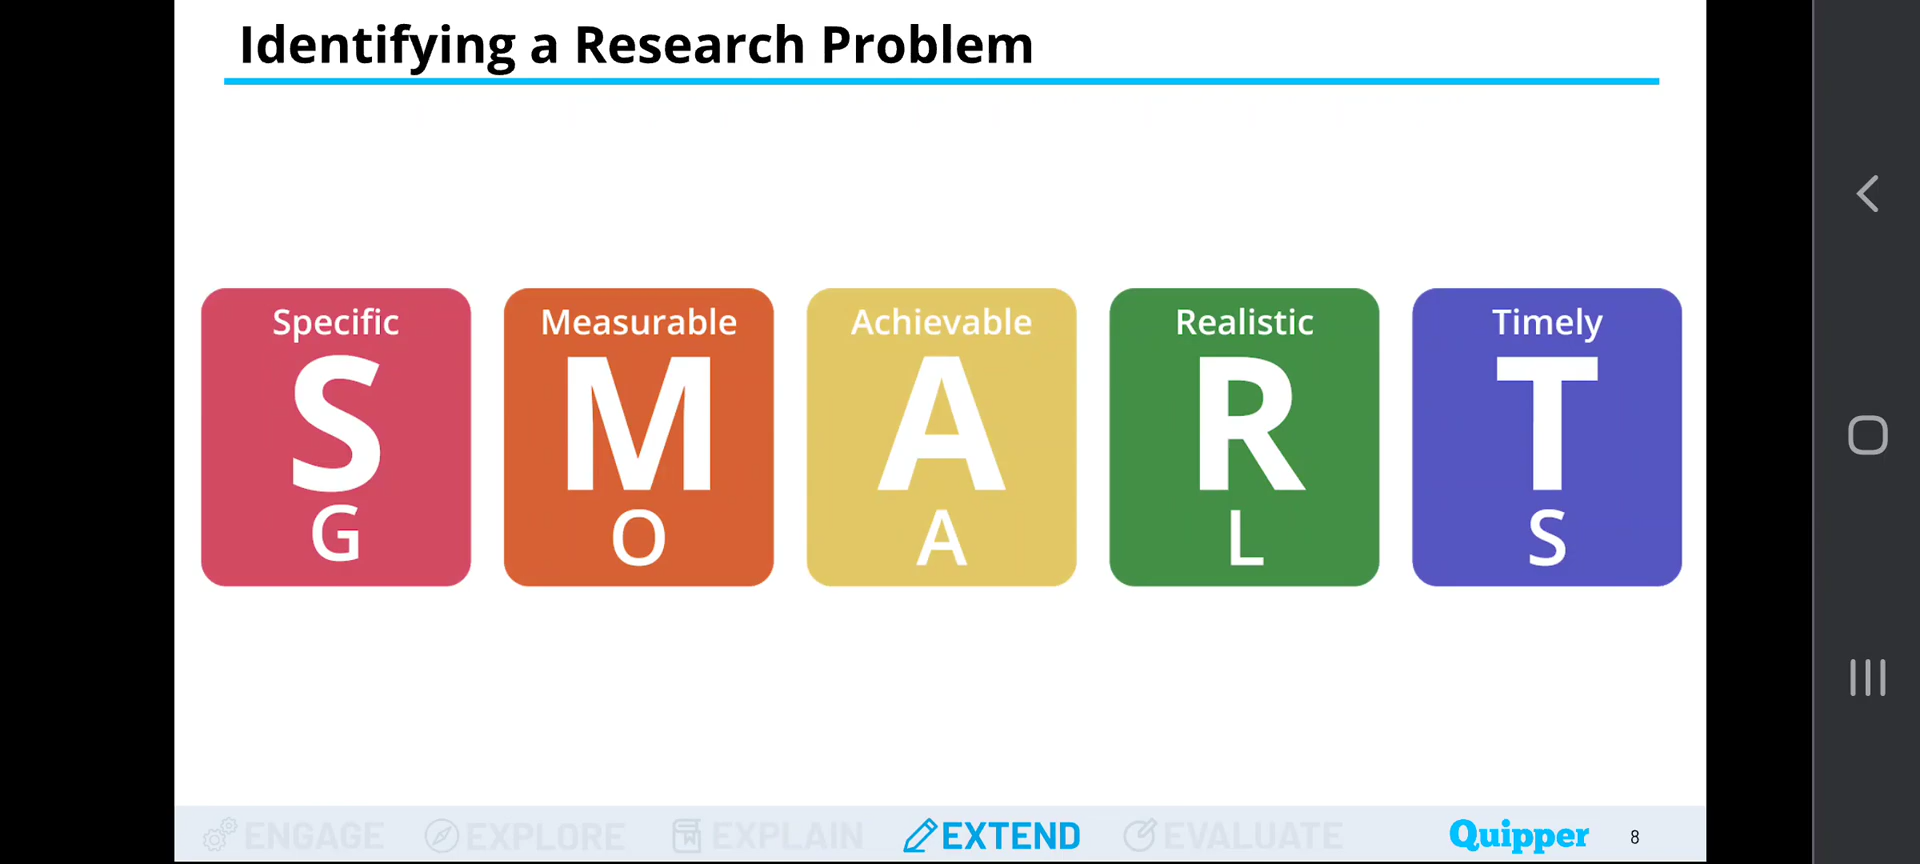 Identifying a Research Problem
Specific Measurable Achievable Realistic Timely
S M A R T
G O A L S
ENGAGE EXPLORE EXPLAIN EXTEND EVALUATE Quipper 8